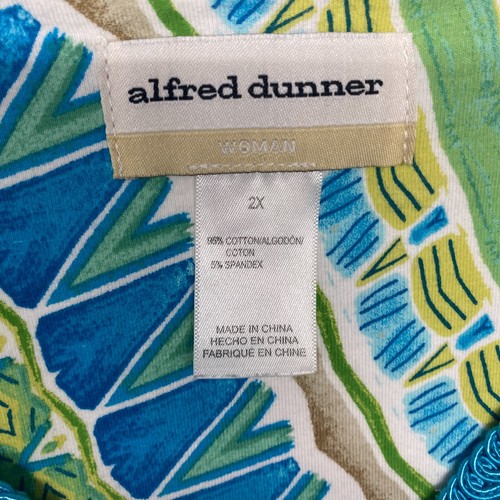 alfred dunner
WOMAN
2X
95% COTTON/ALGODÓN/
COTON
5% SPANDEX
MADE IN CHINA
HECHO EN CHINA
FABRIQUÉ EN CHINE